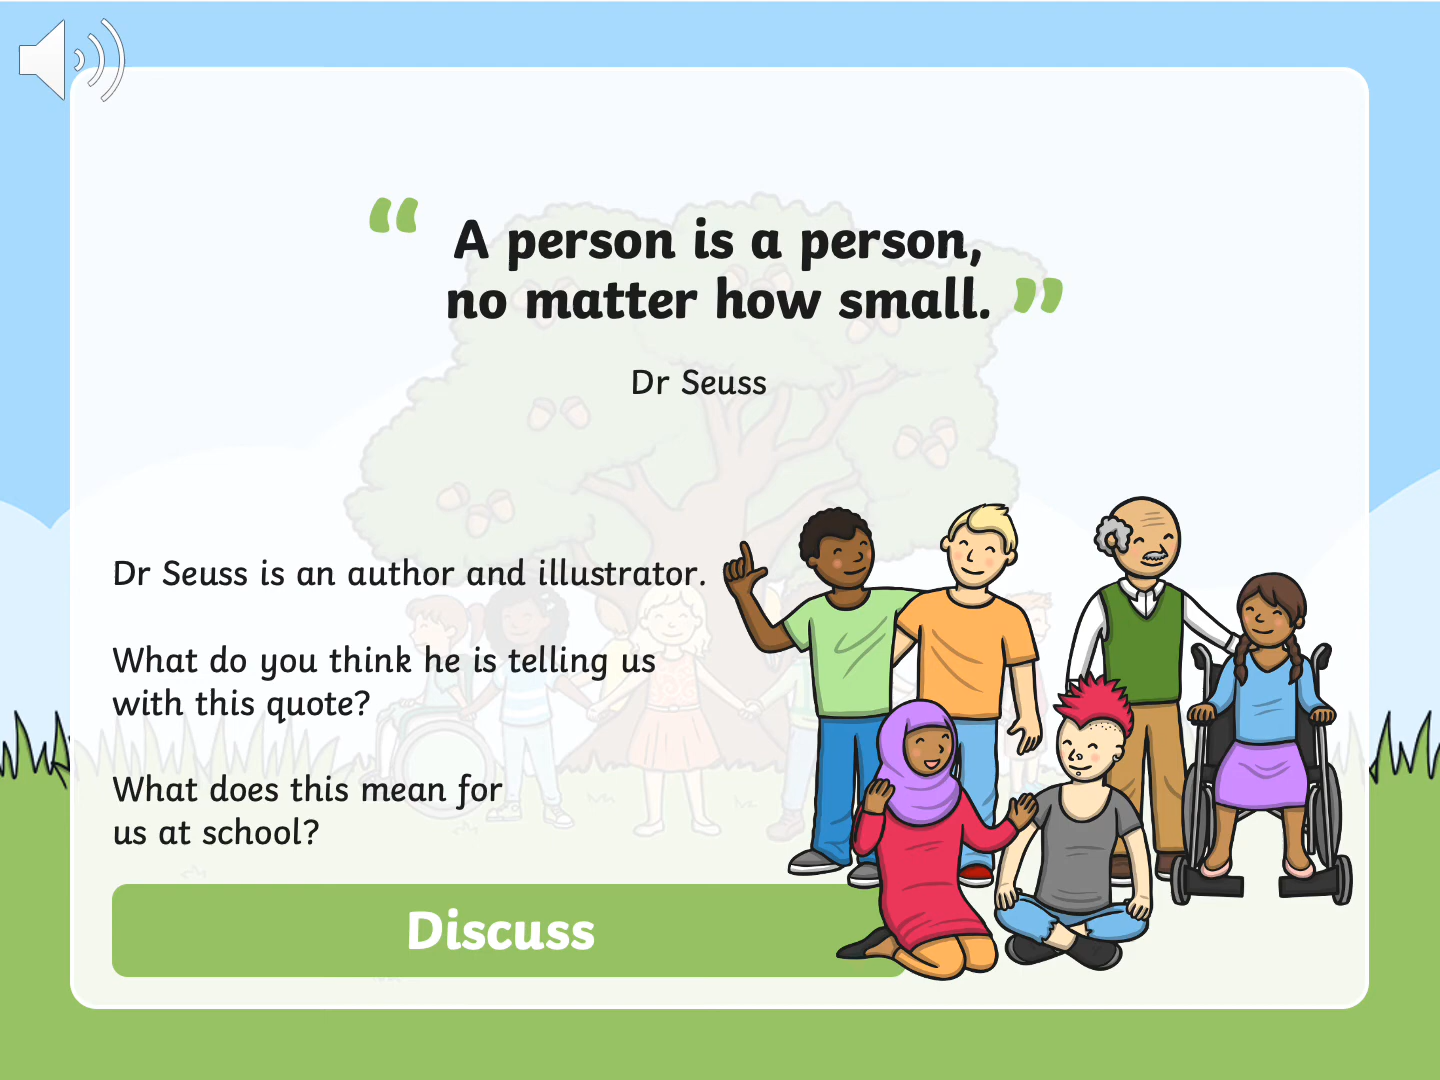 “ A person is a person,
no matter how small. ”
Dr Seuss
Dr Seuss is an author and illustrator.
What do you think he is telling us
with this quote?
What does this mean for
us at school?
Discuss